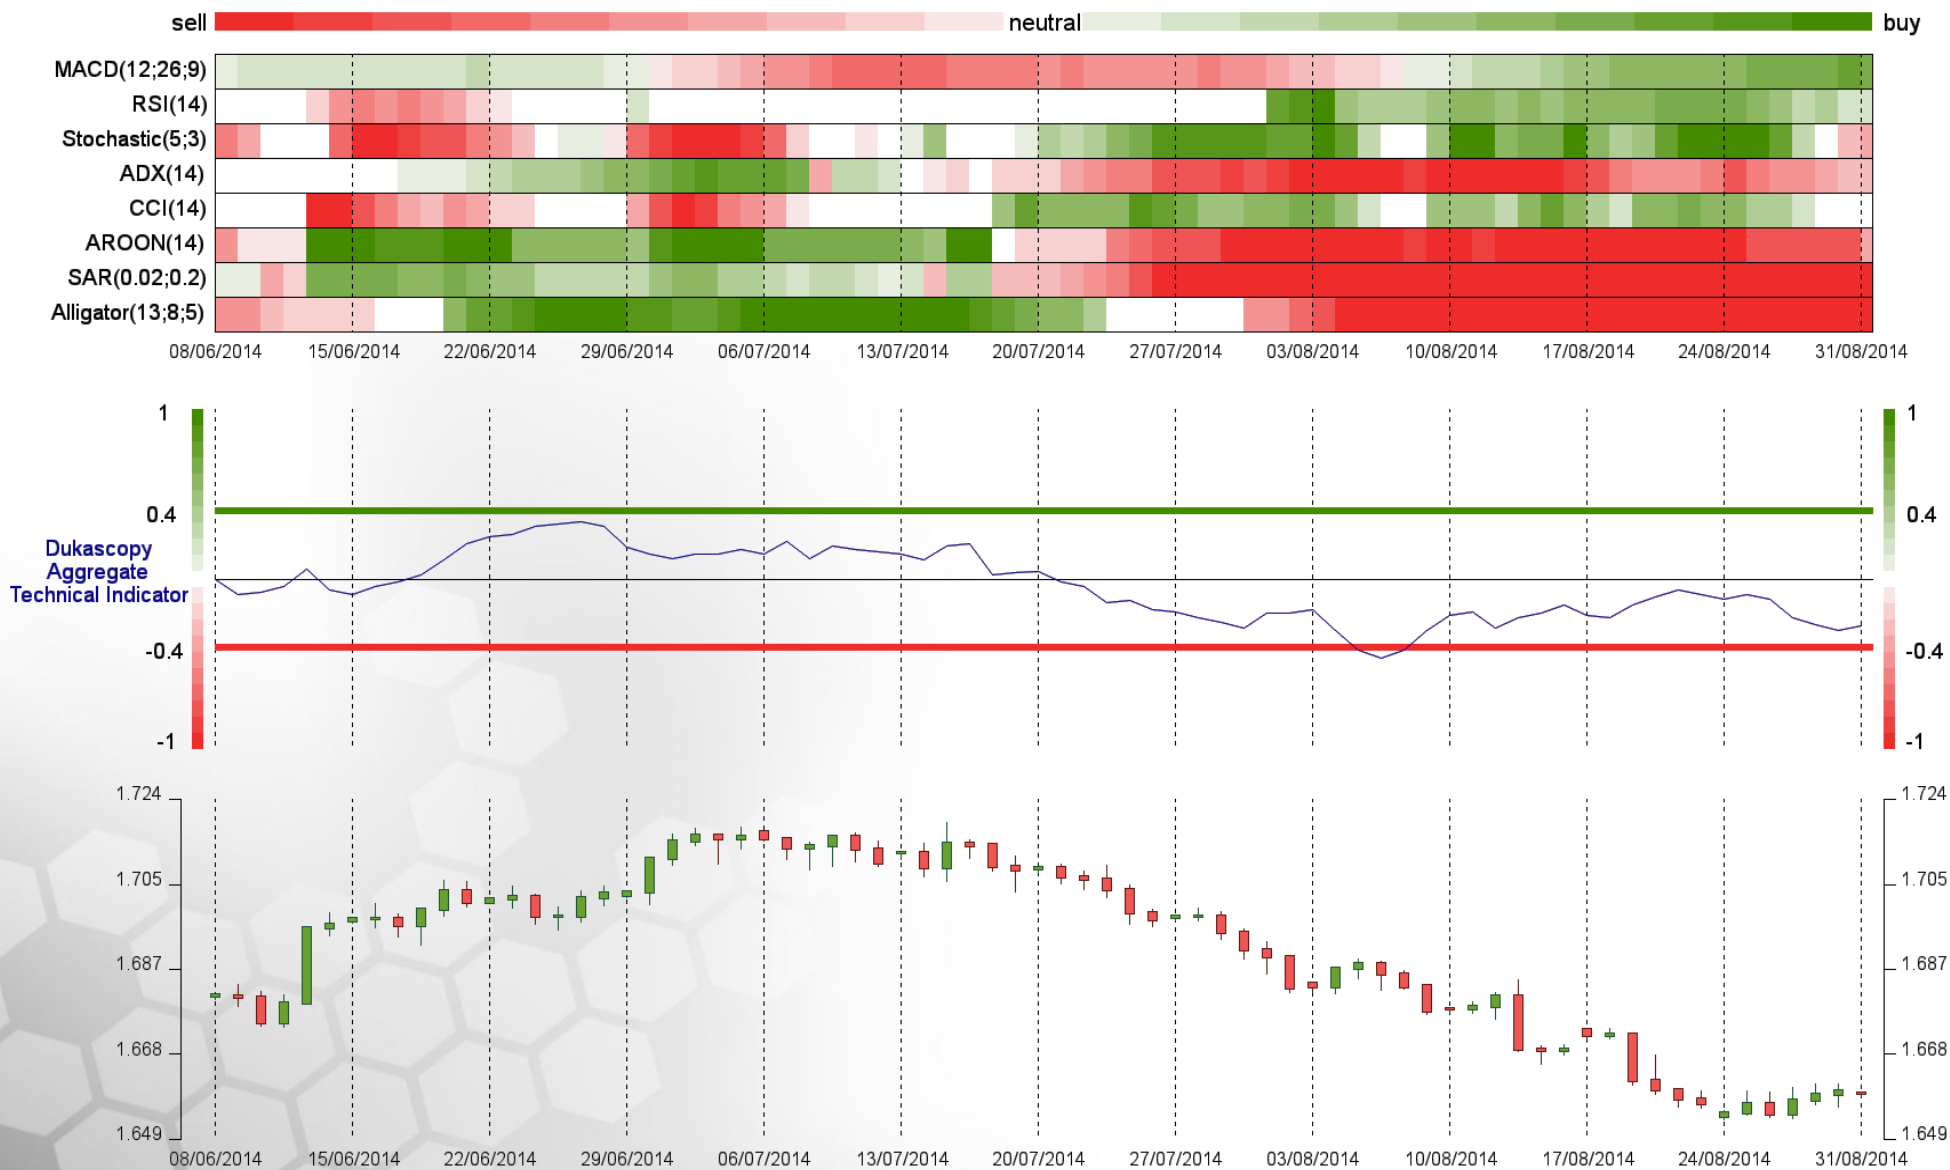 sell neutral buy
MACD(12;26;9)
RSI(14)
Stochastic(5;3)
ADX(14)
CCI(14)
AROON(14)
SAR(0.02;0.2)
Alligator(13;8;5)
08/06/2014 15/06/2014 22/06/2014 29/06/2014 06/07/2014 13/07/2014 20/07/2014 27/07/2014 03/08/2014 10/08/2014 17/08/2014 24/08/2014 31/08/2014
1 1
0.4 0.4
Dukascopy
Aggregate
Technical Indicator
-0.4 -0.4
-1 -1
1.724 1.724
1.705 1.705
1.687 1.687
1.668 1.668
1.649 1.649
08/06/2014 15/06/2014 22/06/2014 29/06/2014 06/07/2014 13/07/2014 20/07/2014 27/07/2014 03/08/2014 10/08/2014 17/08/2014 24/08/2014 31/08/2014